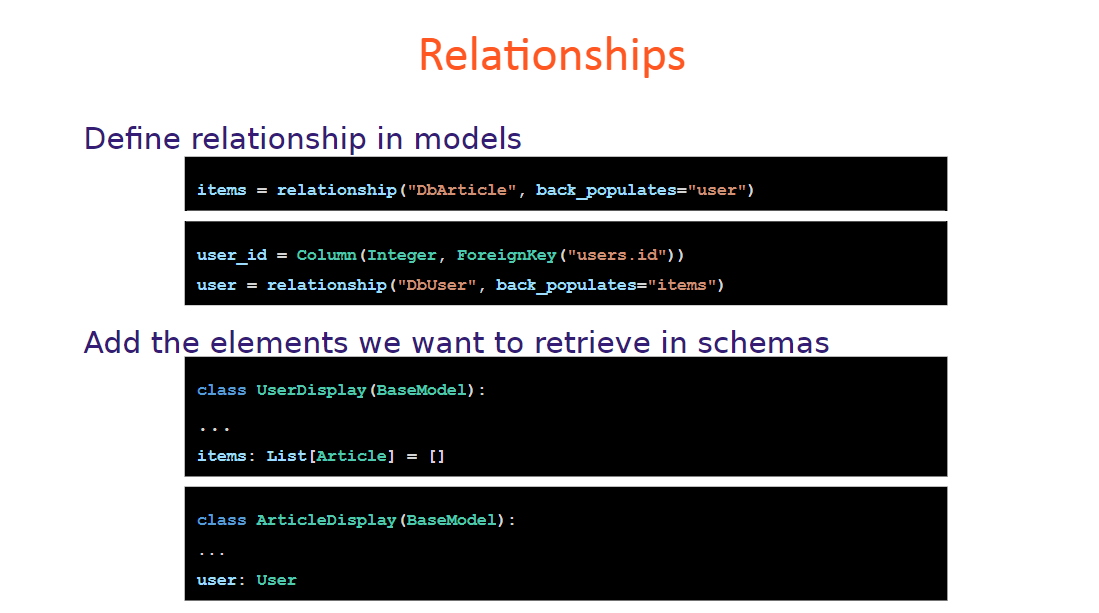 Relationships
Define relationship in models
items = relationship("DbArticle", back_populates="user")
user_id = Column(Integer, ForeignKey("users.id"))
user = relationship("DbUser", back_populates="items")
Add the elements we want to retrieve in schemas
class UserDisplay(BaseModel):
...
items: List[Article] = []
class ArticleDisplay(BaseModel):
...
user: User